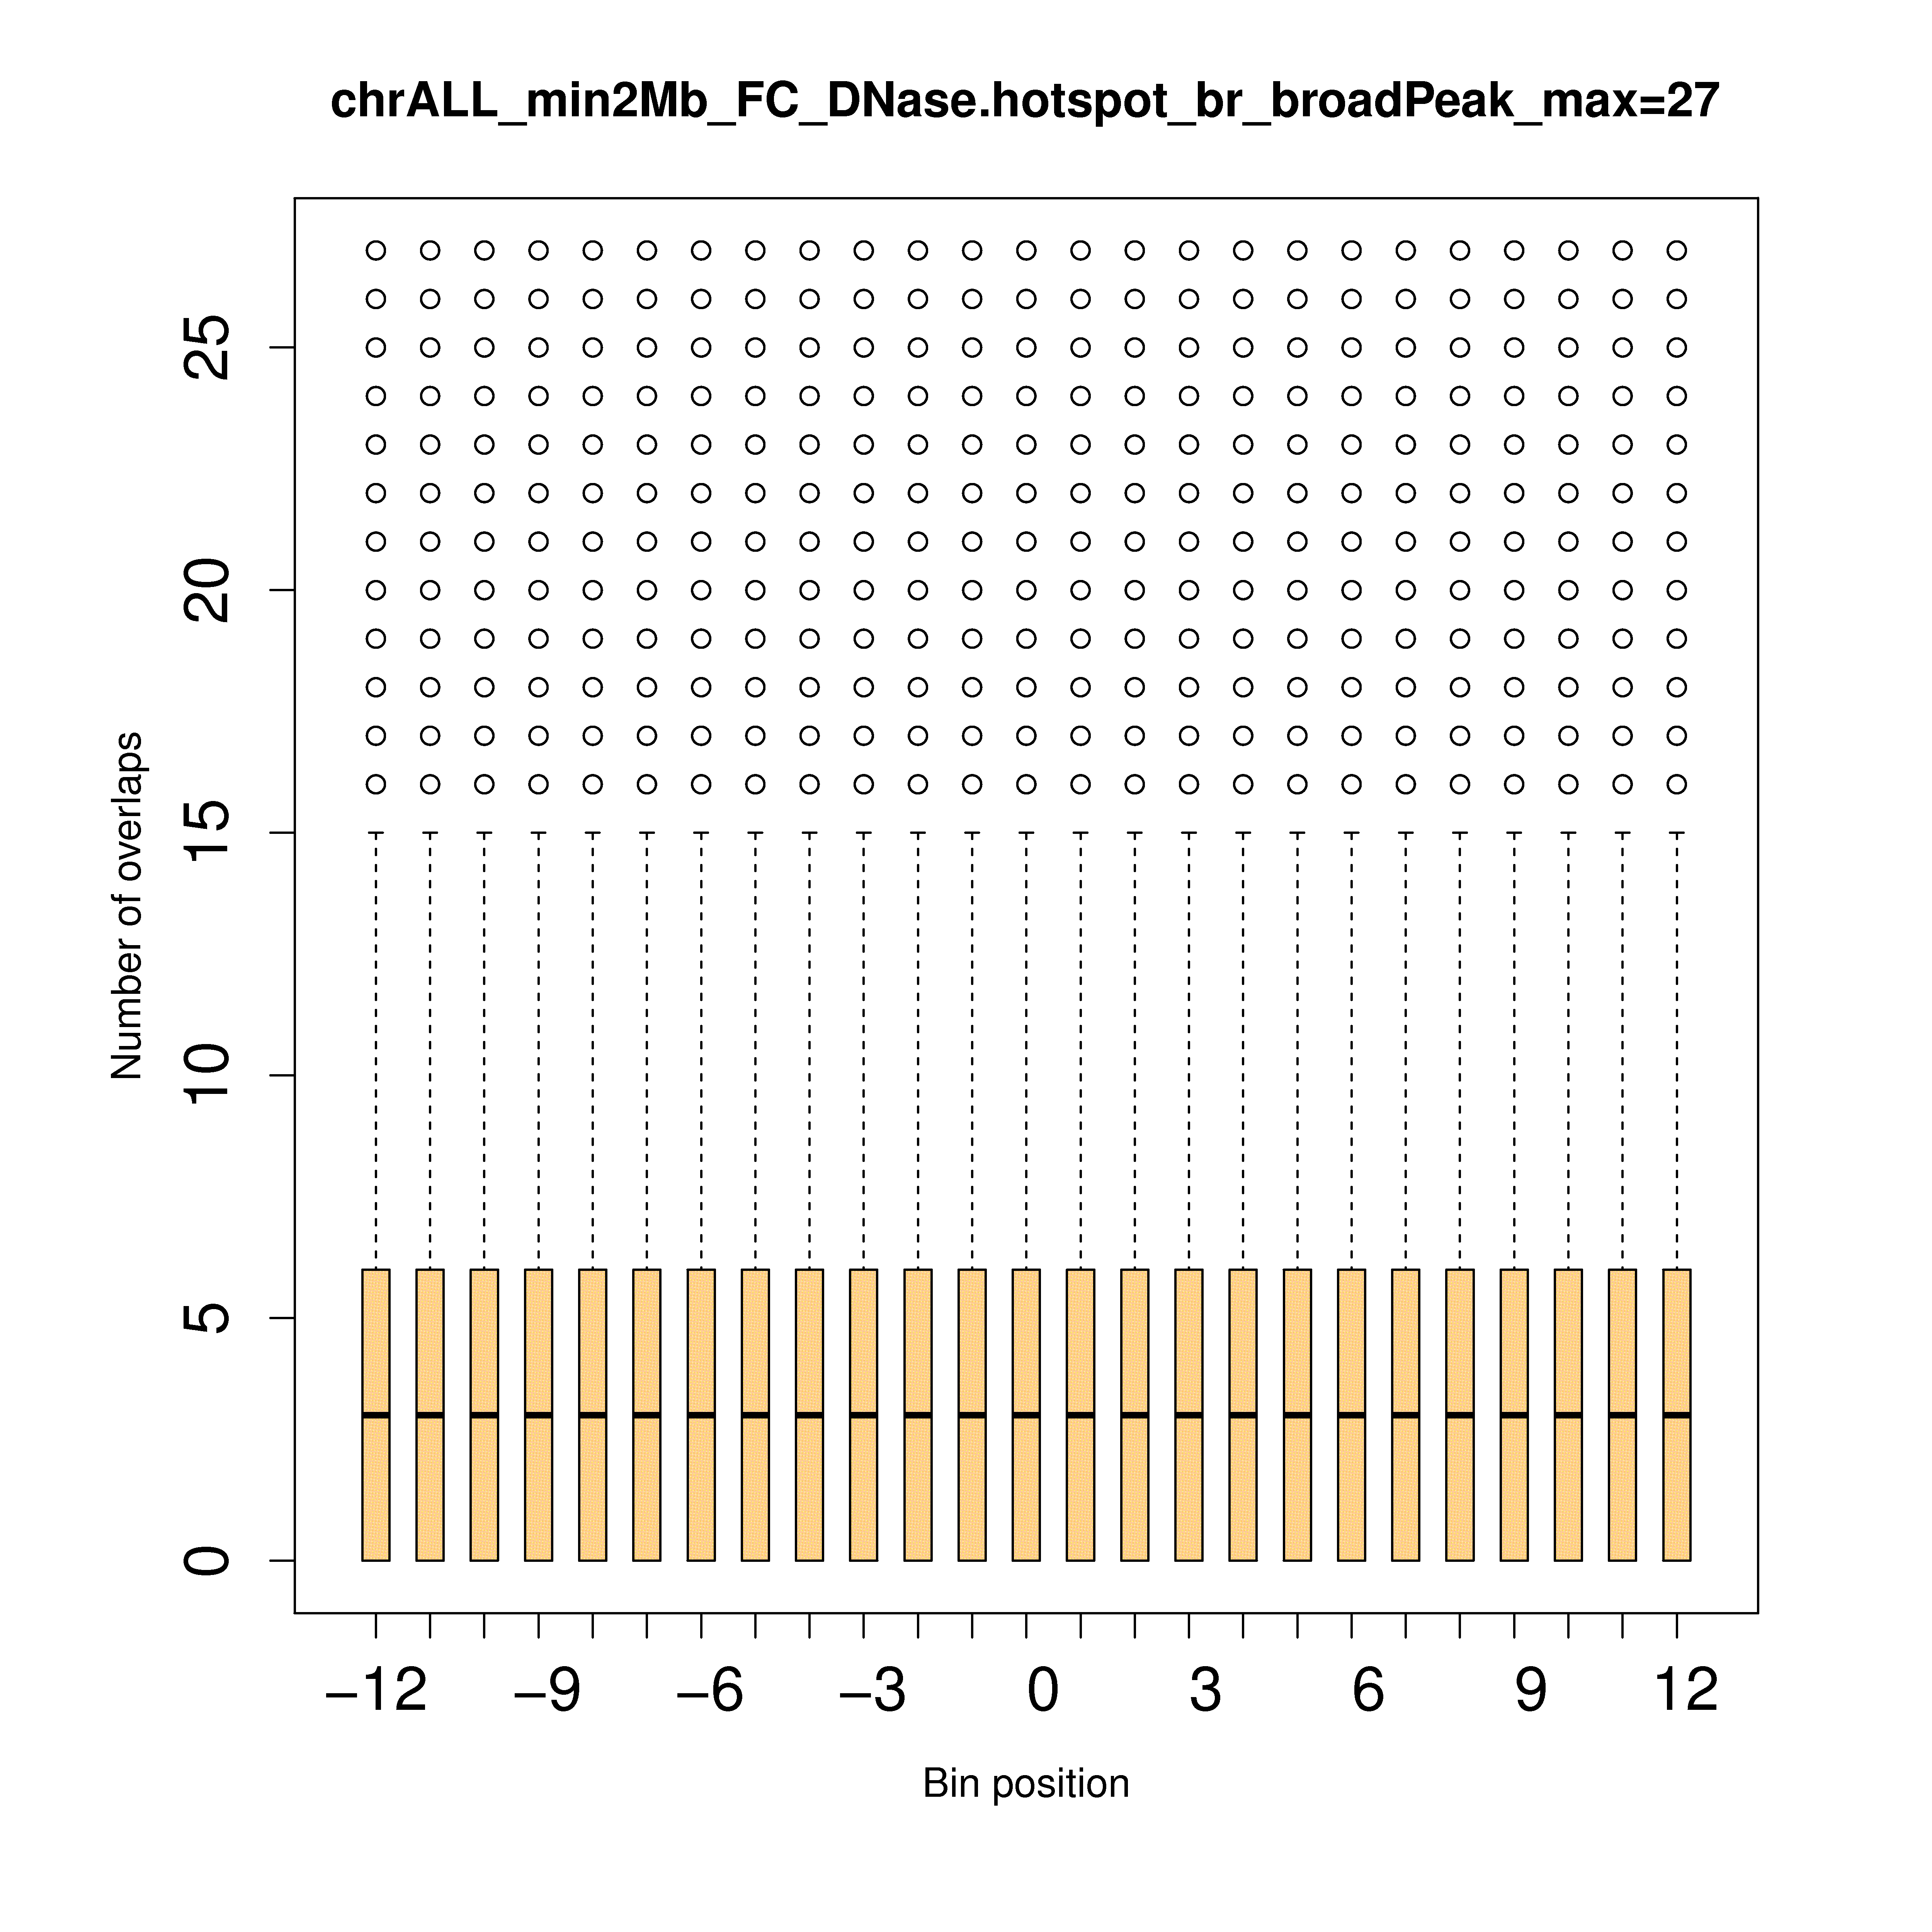 chrALL_min2Mb_FC_DNase.hotspot_br_broadPeak_max=27
Number of overlaps
25
20
15
10
5
0
−12 −9 −6 −3 0 3 6 9 12
Bin position